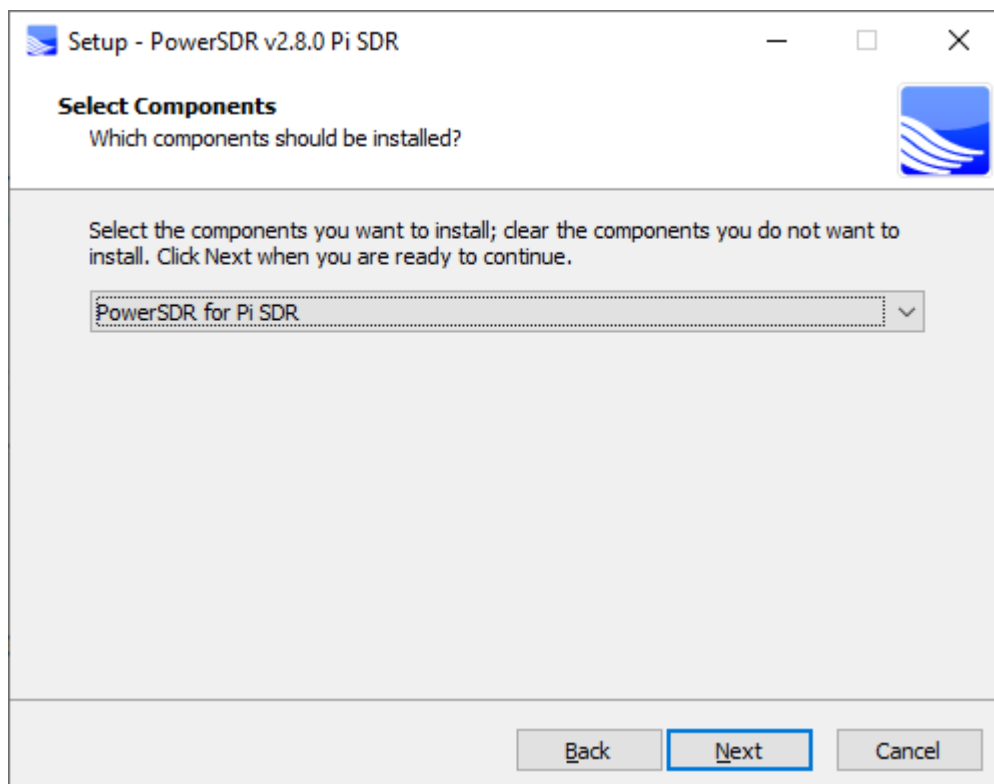 Setup - PowerSDR v2.8.0 Pi SDR
Select Components
Which components should be installed?
Select the components you want to install; clear the components you do not want to
install. Click Next when you are ready to continue.
PowerSDR for Pi SDR
Back Next Cancel